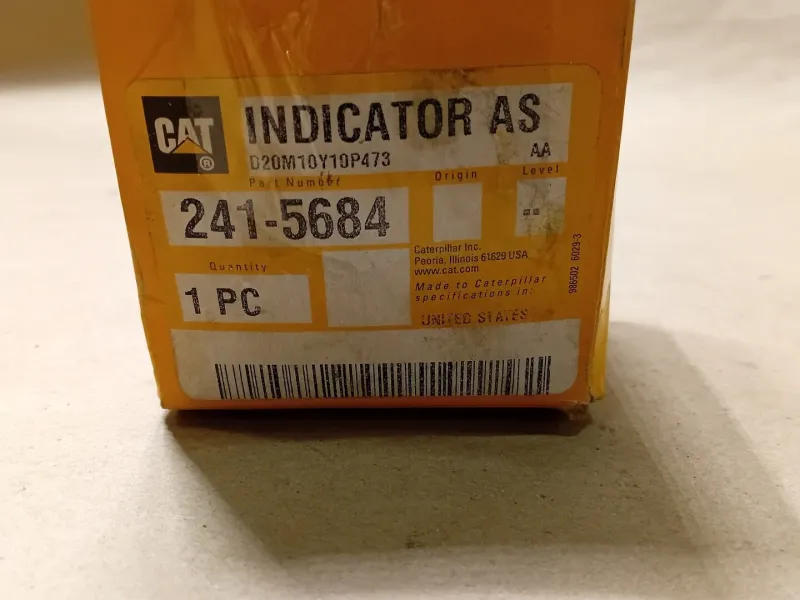 CAT
®
INDICATOR AS
D20M10Y10P473
AA
Part Number
Origin
Level
241-5684
--
Quantity
1 PC
Caterpillar Inc.
Peoria, Illinois 61629 USA
www.cat.com
Made to Caterpillar
specifications in:
UNITED STATES
986502 6029-3